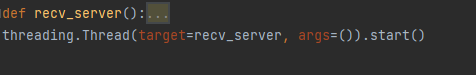 def recv_server():...
threading.Thread(target=recv_server, args=()).start()